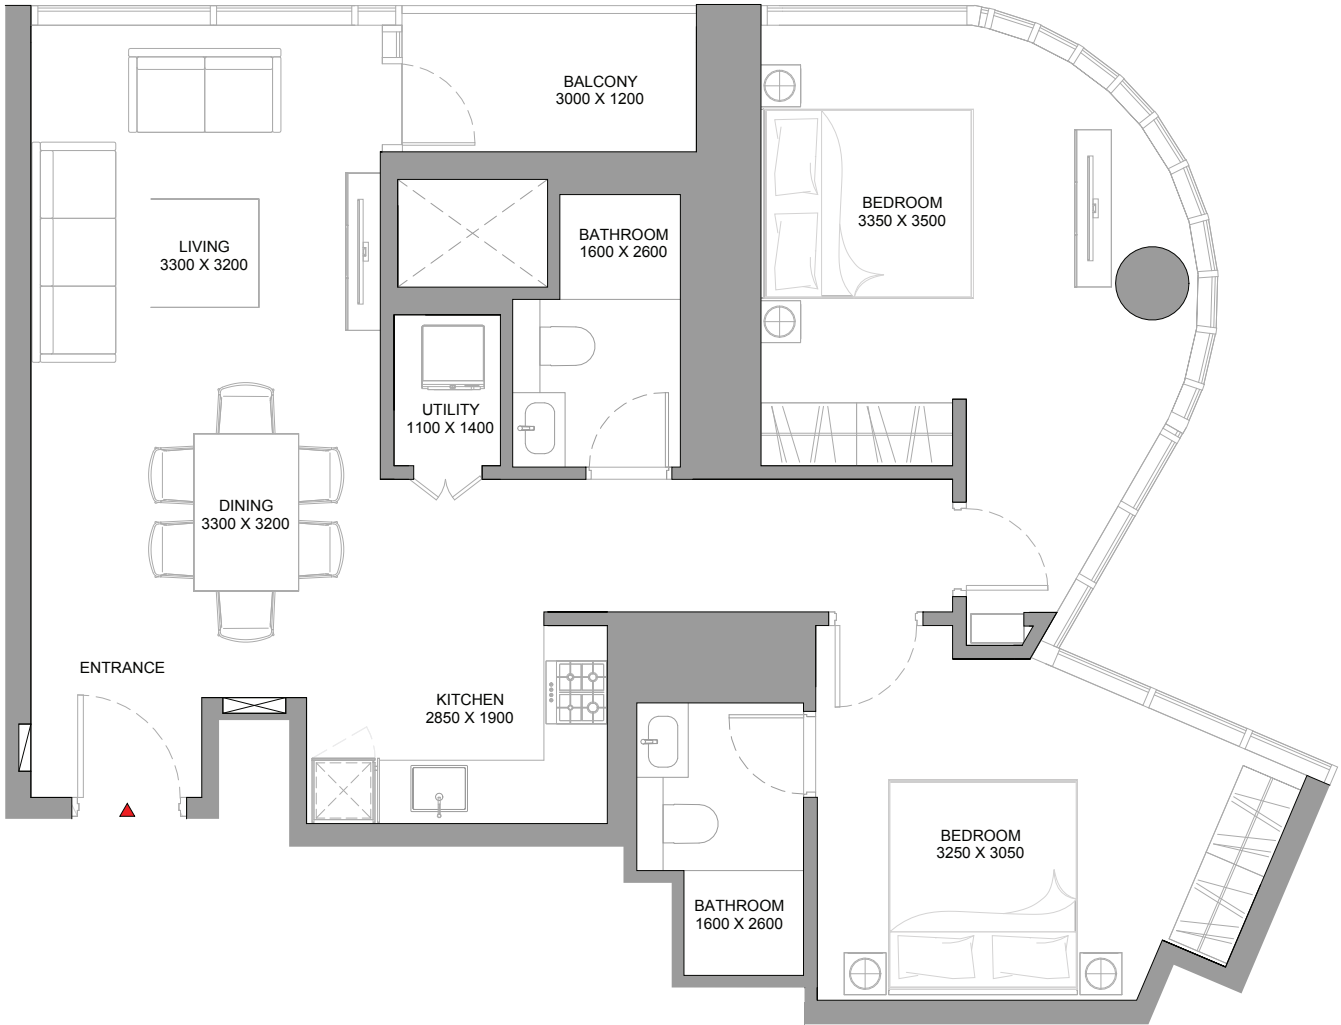 BALCONY
3000 X 1200
BEDROOM
3350 X 3500
LIVING
3300 X 3200
BATHROOM
1600 X 2600
UTILITY
1100 X 1400
DINING
3300 X 3200
ENTRANCE
KITCHEN
2850 X 1900
BEDROOM
3250 X 3050
BATHROOM
1600 X 2600